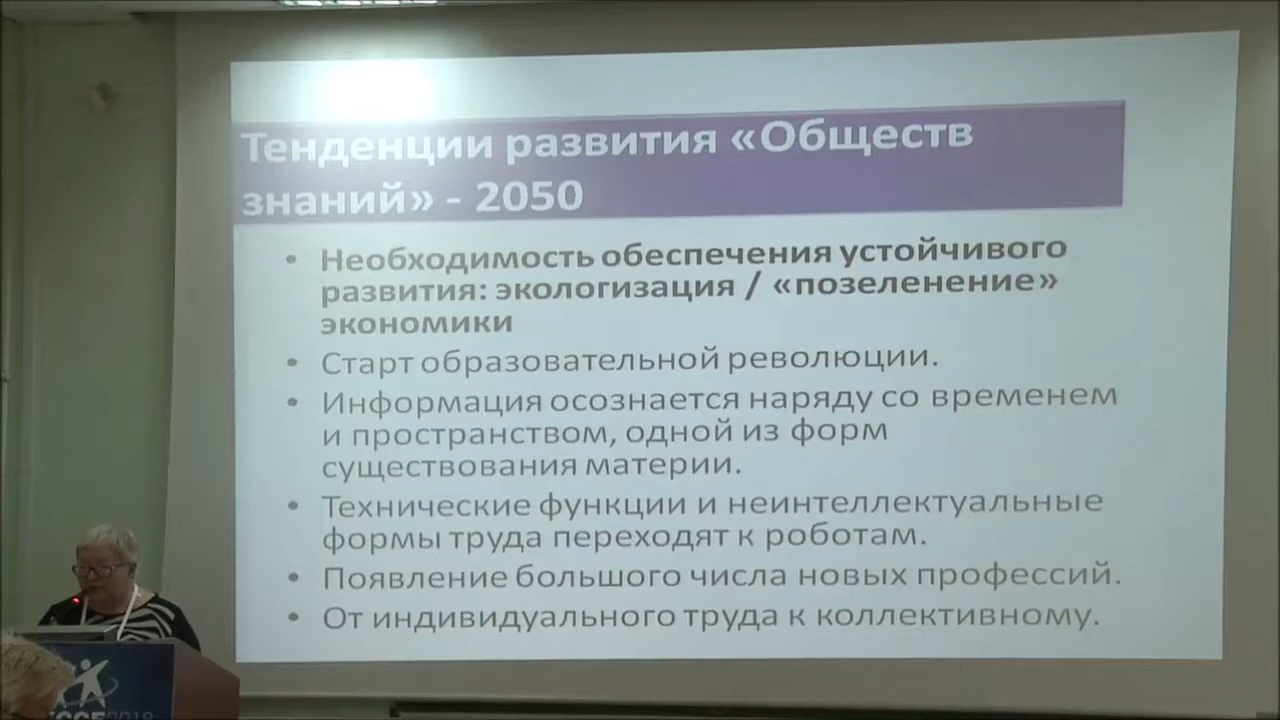 Тенденции развития «Обществ
знаний» - 2050
• Необходимость обеспечения устойчивого
развития: экологизация / «позеленение»
экономики
• Старт образовательной революции.
• Информация осознается наряду со временем
и пространством, одной из форм
существования материи.
• Технические функции и неинтеллектуальные
формы труда переходят к роботам.
• Появление большого числа новых профессий.
• От индивидуального труда к коллективному.